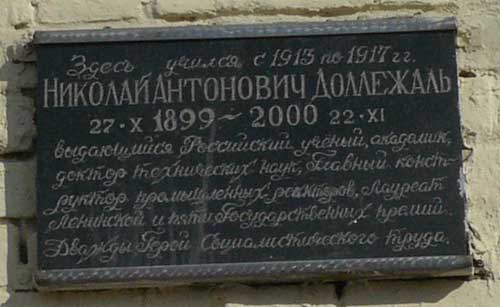 Здесь учился с 1913 по 1917 гг.
Николай Антонович Доллежаль
27·X 1899 ~ 2000 22·XI
выдающийся Российский учёный, академик,
доктор технических наук, Главный конст-
руктор промышленных реакторов, Лауреат
Ленинской и пяти Государственных премий.
Дважды Герой Социалистического труда.